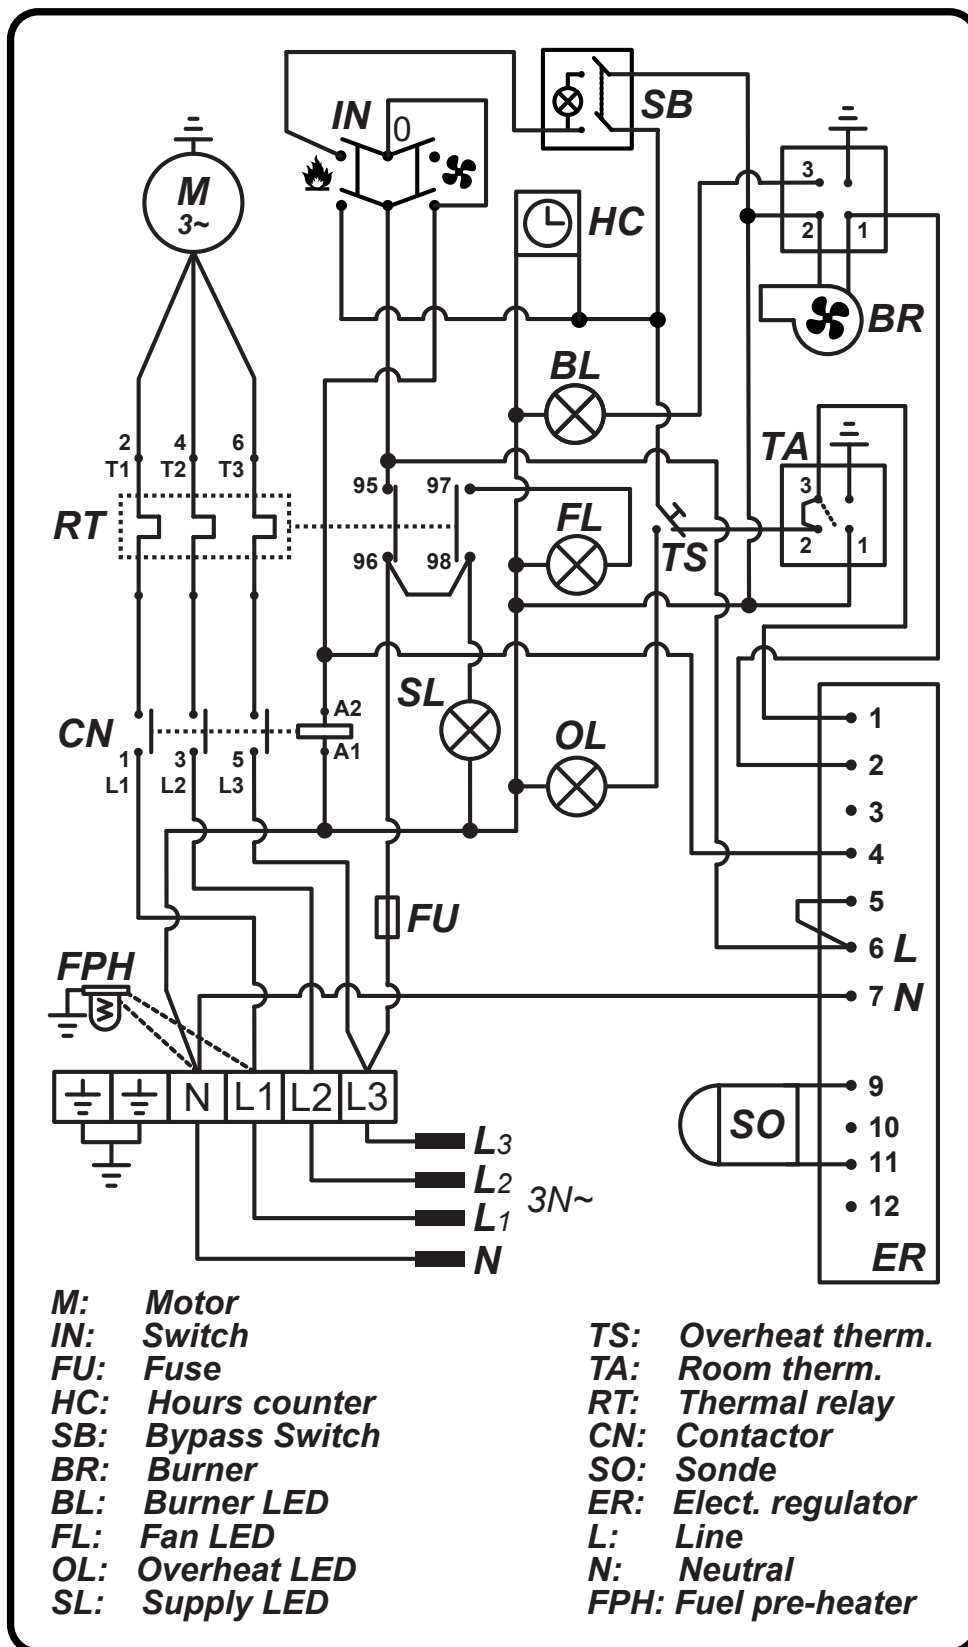 IN
0
SB
M
3~
HC
3
2
1
BR
BL
2
4
6
T1
T2
T3
95
97
TA
3
RT
FL
96
98
TS
2
1
SL
A2
CN
A1
OL
1
3
5
L1
L2
L3
1
2
3
4
5
6 L
7 N
FU
FPH
N
L1
L2
L3
9
SO
10
11
12
ER
L3
L2
3N~
L1
N
M: Motor
IN: Switch
FU: Fuse
HC: Hours counter
SB: Bypass Switch
BR: Burner
BL: Burner LED
FL: Fan LED
OL: Overheat LED
SL: Supply LED
TS: Overheat therm.
TA: Room therm.
RT: Thermal relay
CN: Contactor
SO: Sonde
ER: Elect. regulator
L: Line
N: Neutral
FPH: Fuel pre-heater